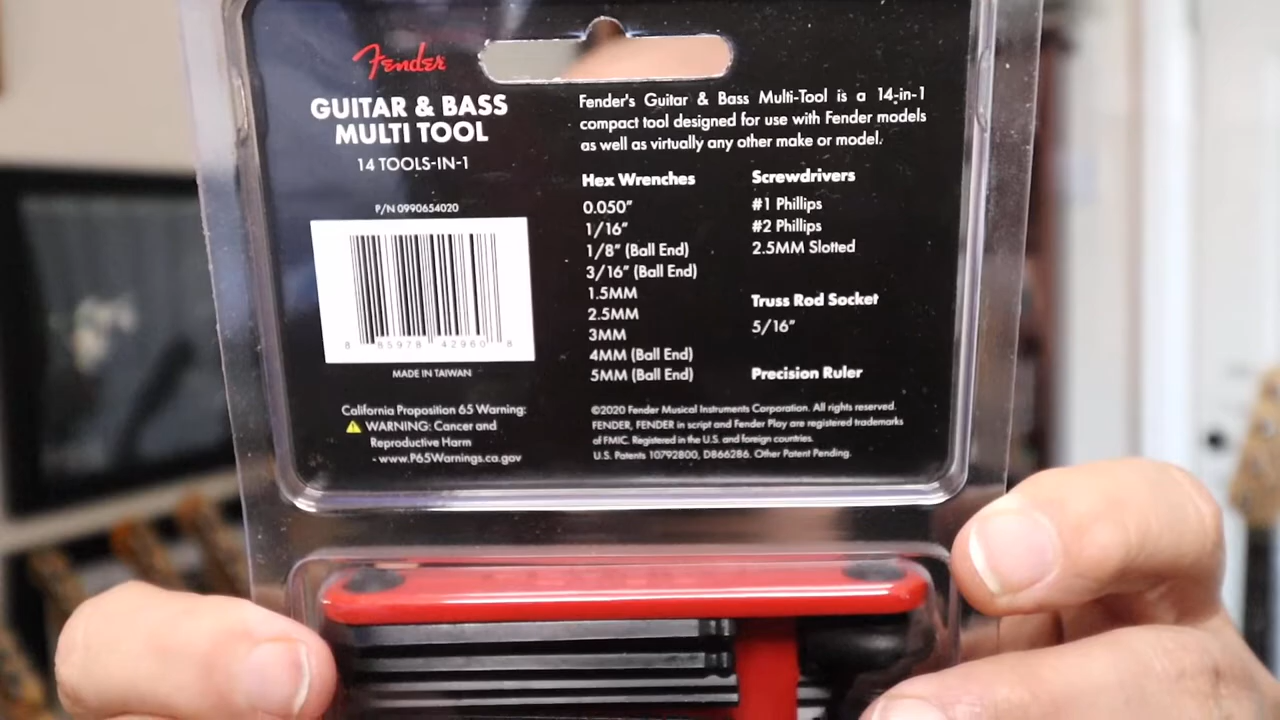 Fender
GUITAR & BASS
MULTI TOOL
14 TOOLS-IN-1
P/N 0990654020
8 85978 42960 8
MADE IN TAIWAN
California Proposition 65 Warning:
WARNING: Cancer and
Reproductive Harm
- www.P65Warnings.ca.gov
Fender's Guitar & Bass Multi-Tool is a 14-in-1
compact tool designed for use with Fender models
as well as virtually any other make or model.
Hex Wrenches
0.050"
1/16"
1/8" (Ball End)
3/16" (Ball End)
1.5MM
2.5MM
3MM
4MM (Ball End)
5MM (Ball End)
Screwdrivers
#1 Phillips
#2 Phillips
2.5MM Slotted
Truss Rod Socket
5/16"
Precision Ruler
©2020 Fender Musical Instruments Corporation. All rights reserved.
FENDER, FENDER in script and Fender Play are registered trademarks
of FMIC. Registered in the U.S. and foreign countries.
U.S. Patents 10792800, D866286. Other Patent Pending.